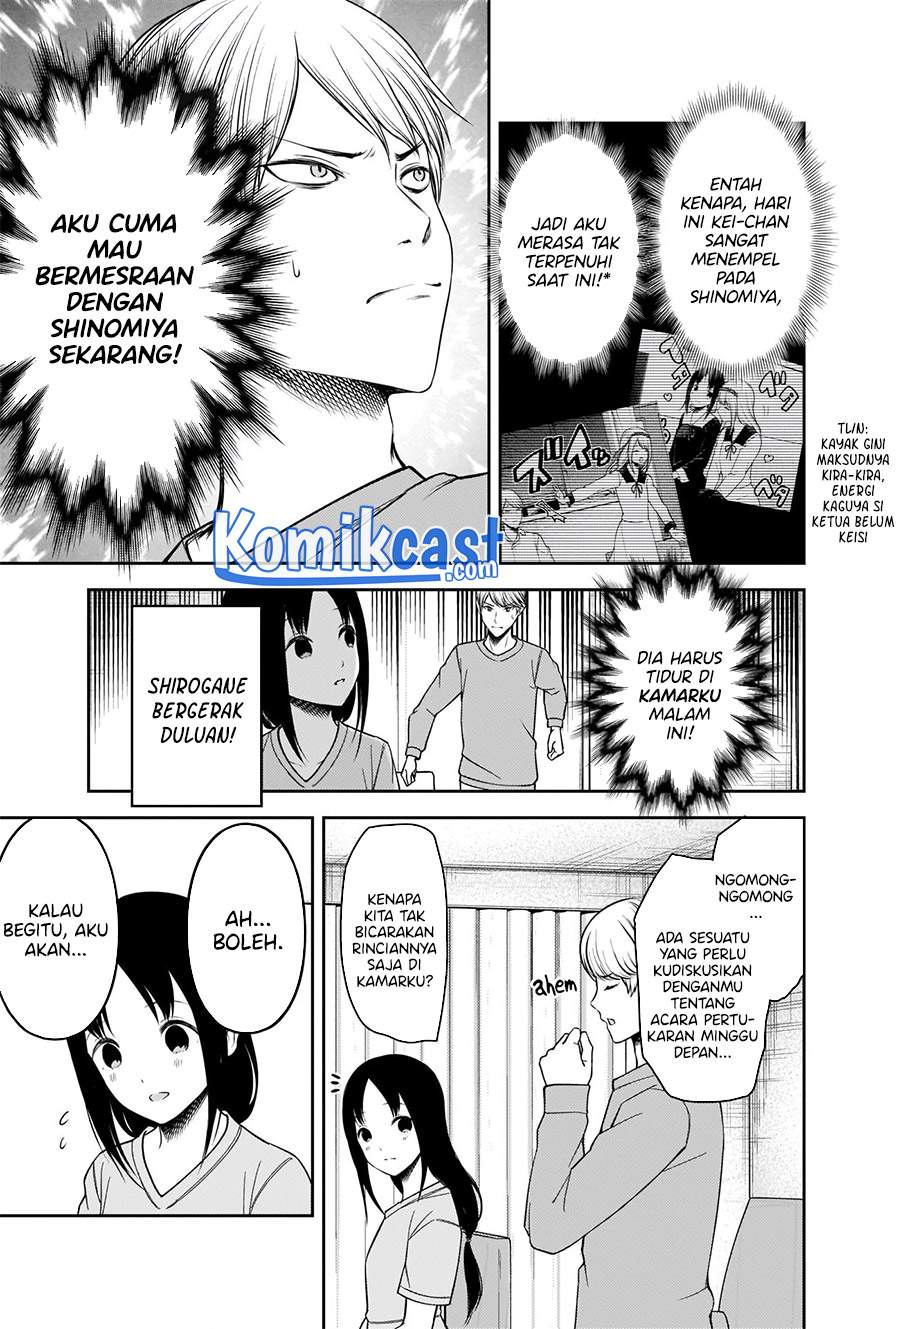 ENTAH
KENAPA, HARI
INI KEI-CHAN
SANGAT
MENEMPEL
PADA
SHINOMIYA,
JADI AKU
MERASA TAK
TERPENUHI
SAAT INI!*
AKU CUMA
MAU
BERMESRAAN
DENGAN
SHINOMIYA
SEKARANG!
TL/N:
KAYAK GINI
MAKSUDNYA
KIRA-KIRA,
ENERGI
KAGUYA SI
KETUA BELUM
KEISI
Komikcast
.com
DIA HARUS
TIDUR DI
KAMARKU
MALAM
INI!
SHIROGANE
BERGERAK
DULUAN!
NGOMONG-
NGOMONG
...
ADA SESUATU
YANG PERLU
KUDISKUSIKAN
DENGANMU
TENTANG
ACARA PERTU-
KARAN MINGGU
DEPAN...
ahem
KENAPA
KITA TAK
BICARAKAN
RINCIANNYA
SAJA DI
KAMARKU?
AH...
BOLEH.
KALAU
BEGITU, AKU
AKAN...